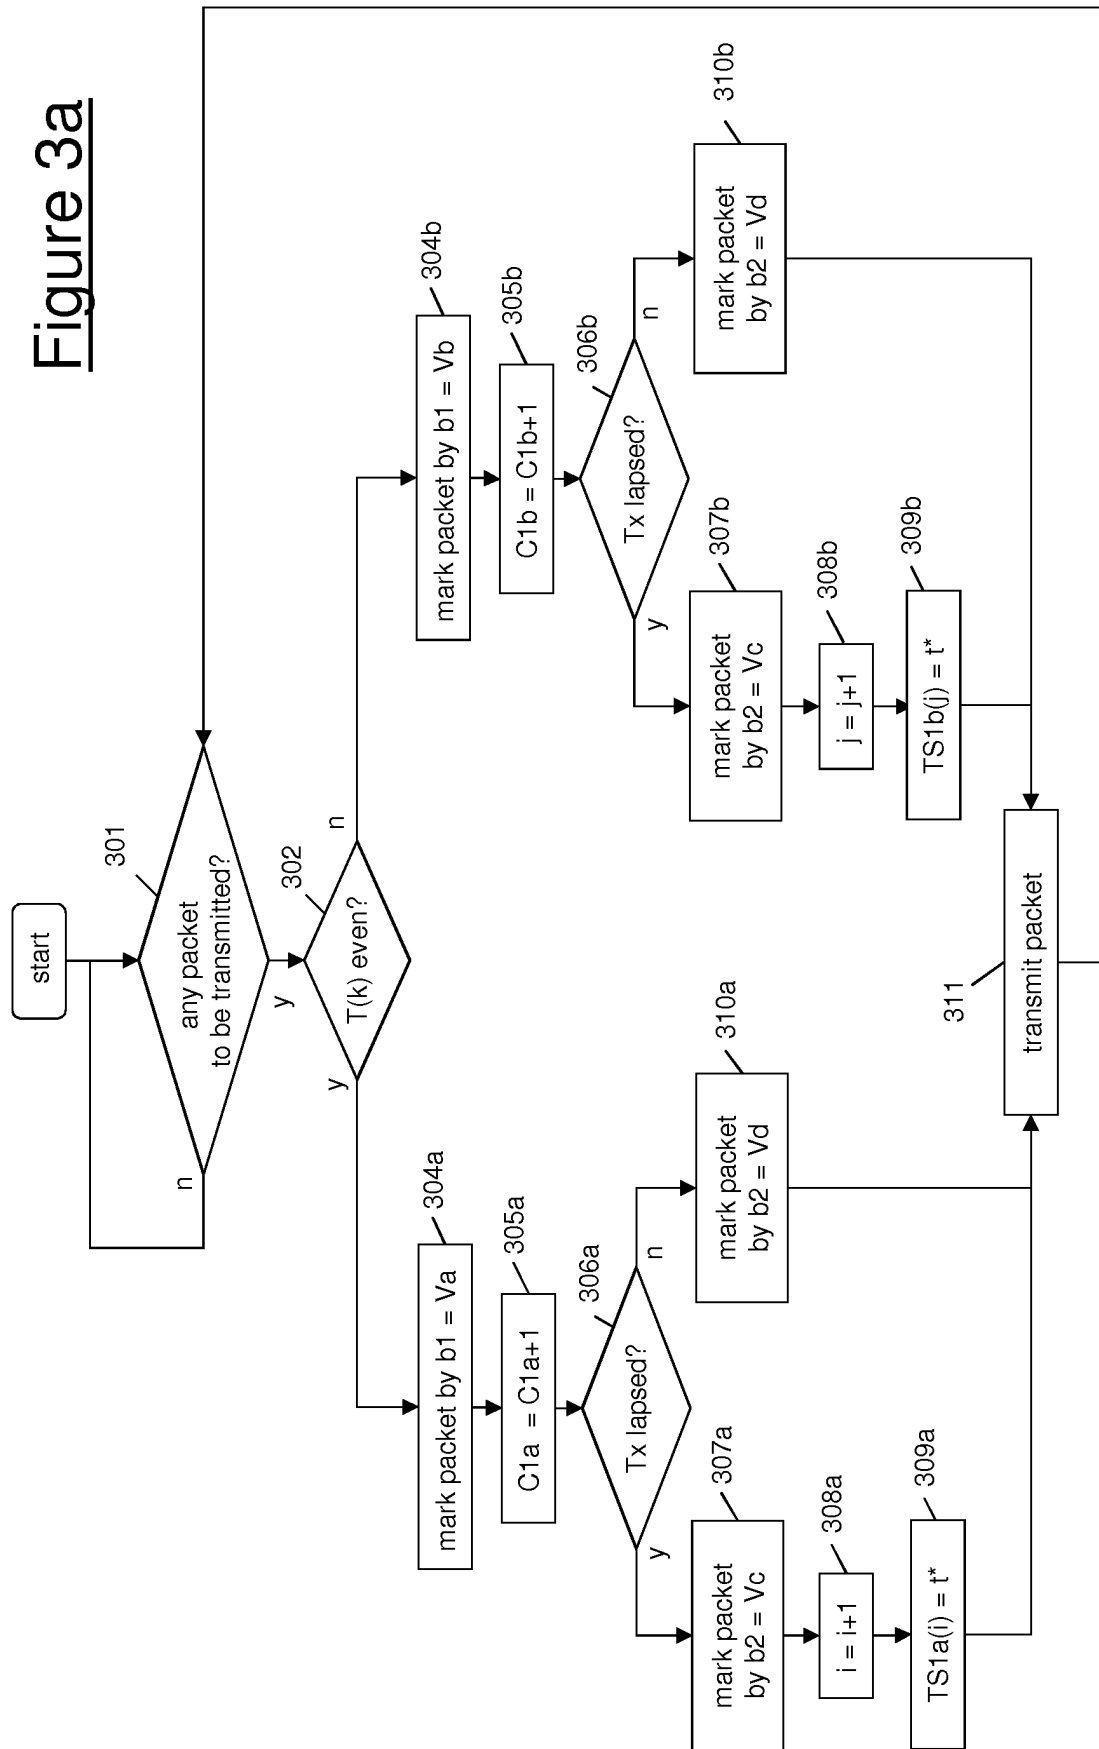 Figure 3a
start
301
any packet
to be transmitted?
n
y
302
T(k) even?
y
n
304a
mark packet by b1 = Va
305a
C1a = C1a+1
306a
Tx lapsed?
y
n
307a
mark packet
by b2 = Vc
308a
i = i+1
309a
TS1a(i) = t*
310a
mark packet
by b2 = Vd
304b
mark packet by b1 = Vb
305b
C1b = C1b+1
306b
Tx lapsed?
y
n
307b
mark packet
by b2 = Vc
308b
j = j+1
309b
TS1b(j) = t*
310b
mark packet
by b2 = Vd
311
transmit packet